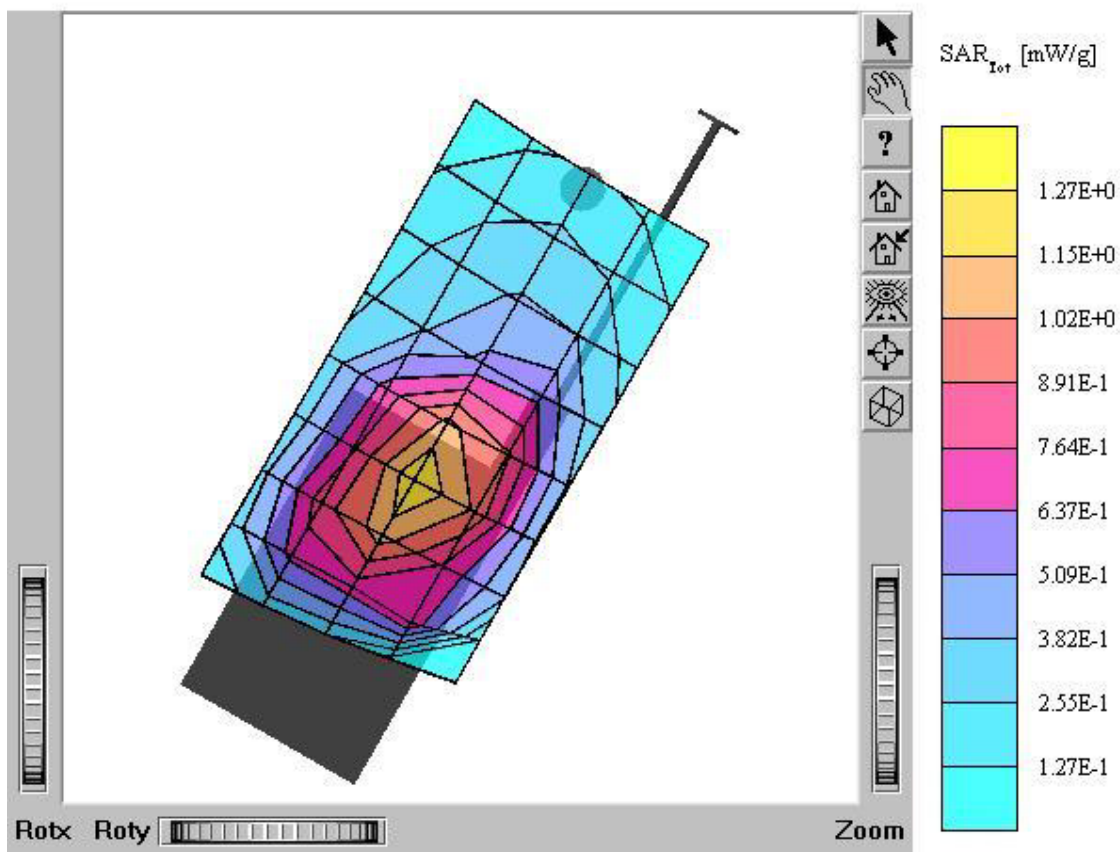 SAR_Tot [mW/g]
?
1.27E+0
1.15E+0
1.02E+0
8.91E-1
7.64E-1
6.37E-1
5.09E-1
3.82E-1
2.55E-1
1.27E-1
Rotx Roty Zoom